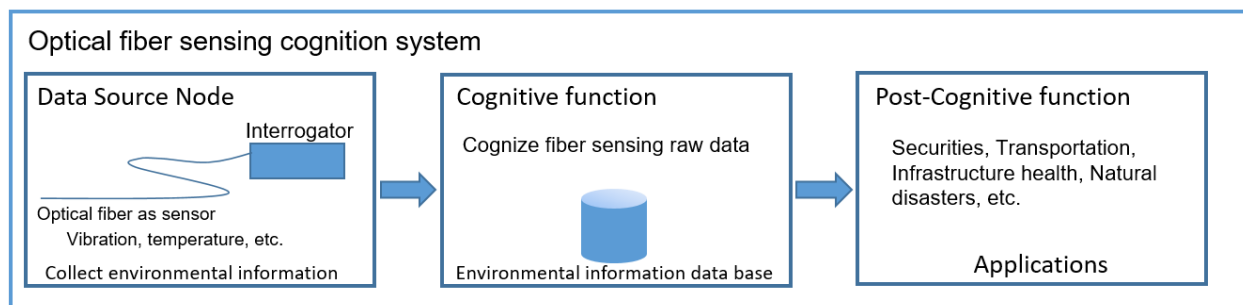 Optical fiber sensing cognition system
Data Source Node
Interrogator
Optical fiber as sensor
Vibration, temperature, etc.
Collect environmental information
Cognitive function
Cognize fiber sensing raw data
Environmental information data base
Post-Cognitive function
Securities, Transportation,
Infrastructure health, Natural
disasters, etc.
Applications